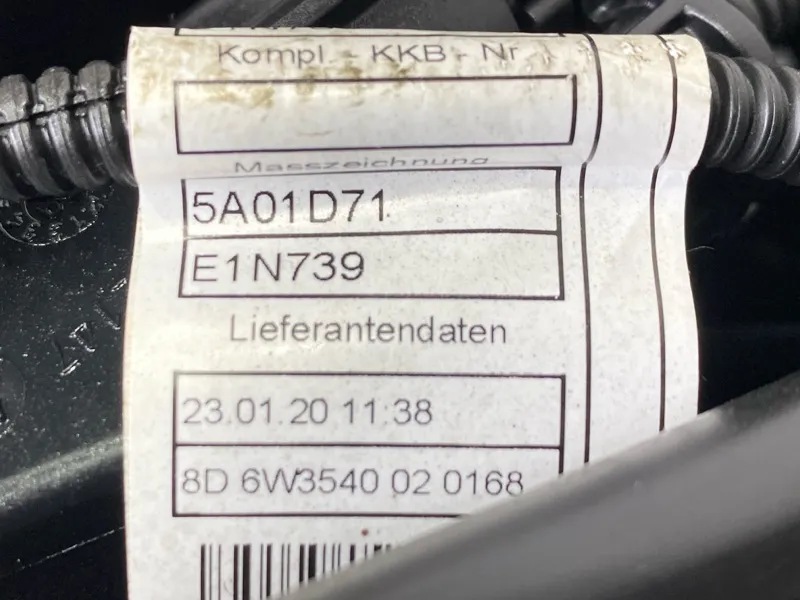 Kompl. - KKB - Nr
Masszeichnung
5A01D71
E1N739
Lieferantendaten
23.01.20 11:38
8D 6W3540 02 0168